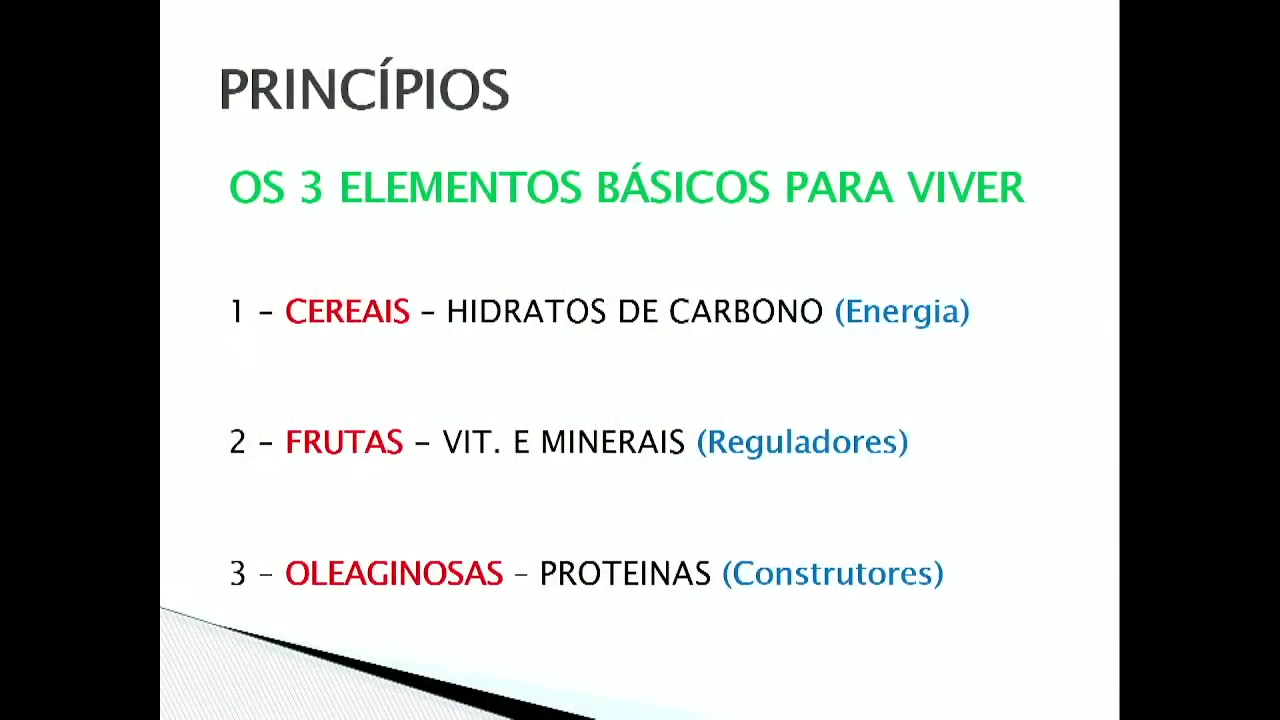 PRINCÍPIOS
OS 3 ELEMENTOS BÁSICOS PARA VIVER
1 – CEREAIS – HIDRATOS DE CARBONO (Energia)
2 – FRUTAS – VIT. E MINERAIS (Reguladores)
3 – OLEAGINOSAS – PROTEINAS (Construtores)